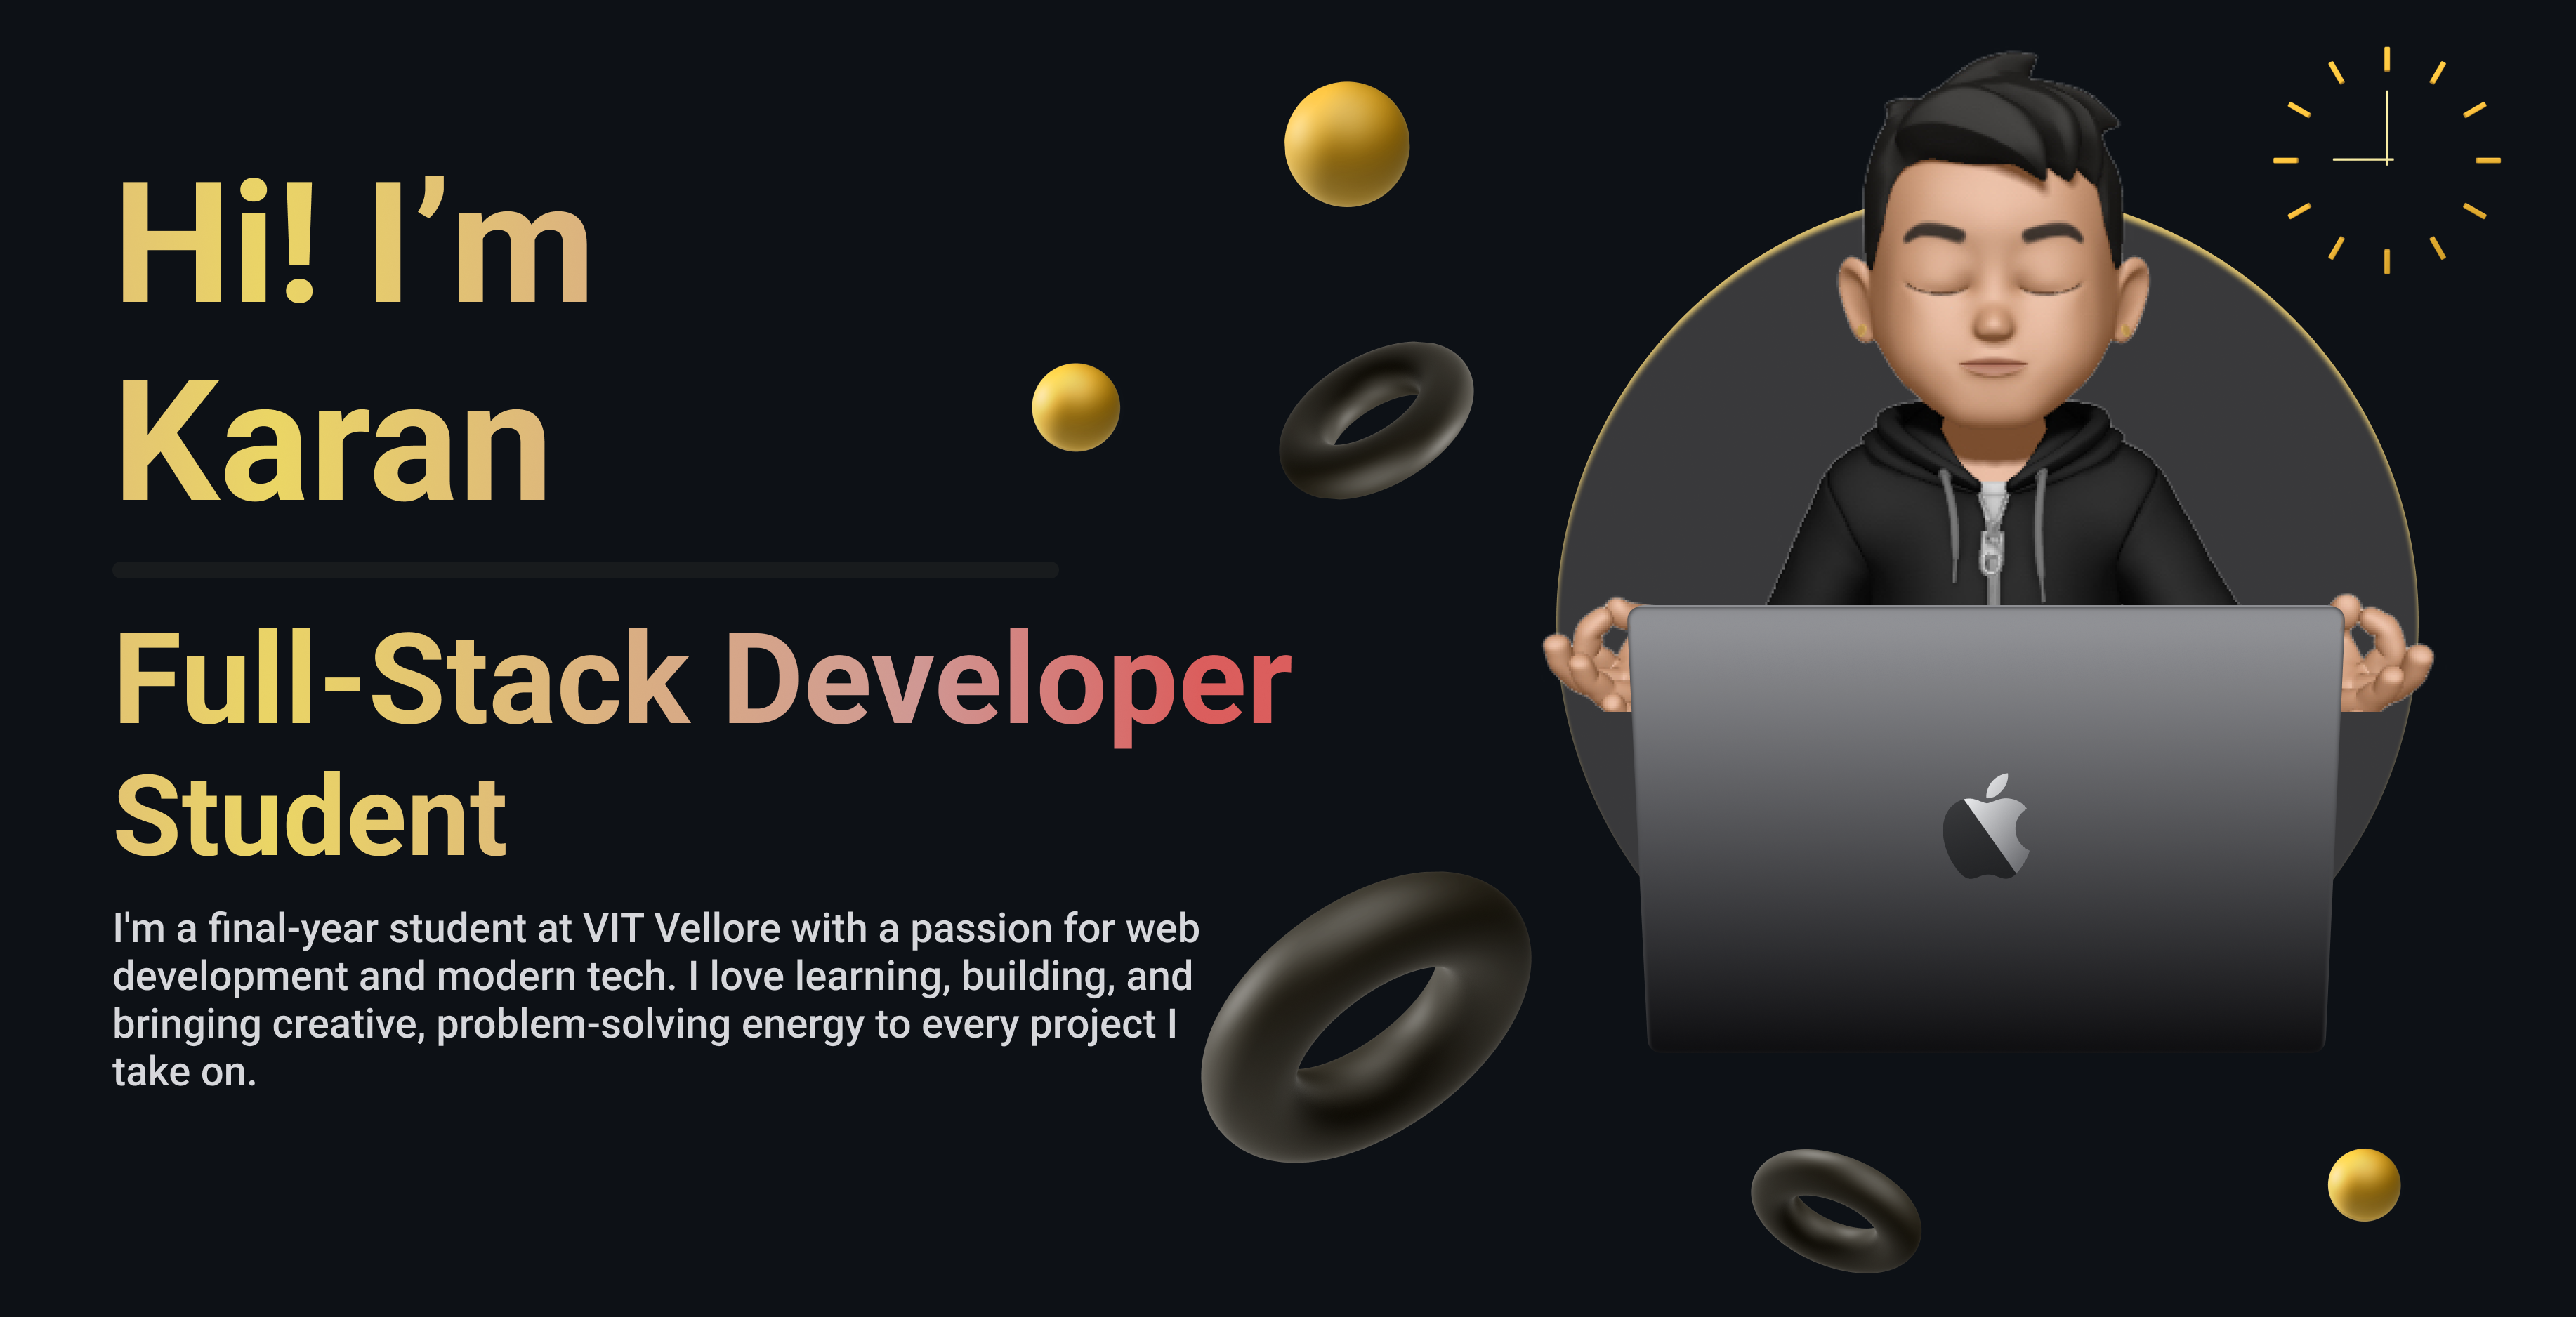 Hi! I’m
Karan
Full-Stack Developer
Student
I'm a final-year student at VIT Vellore with a passion for web
development and modern tech. I love learning, building, and
bringing creative, problem-solving energy to every project I
take on.